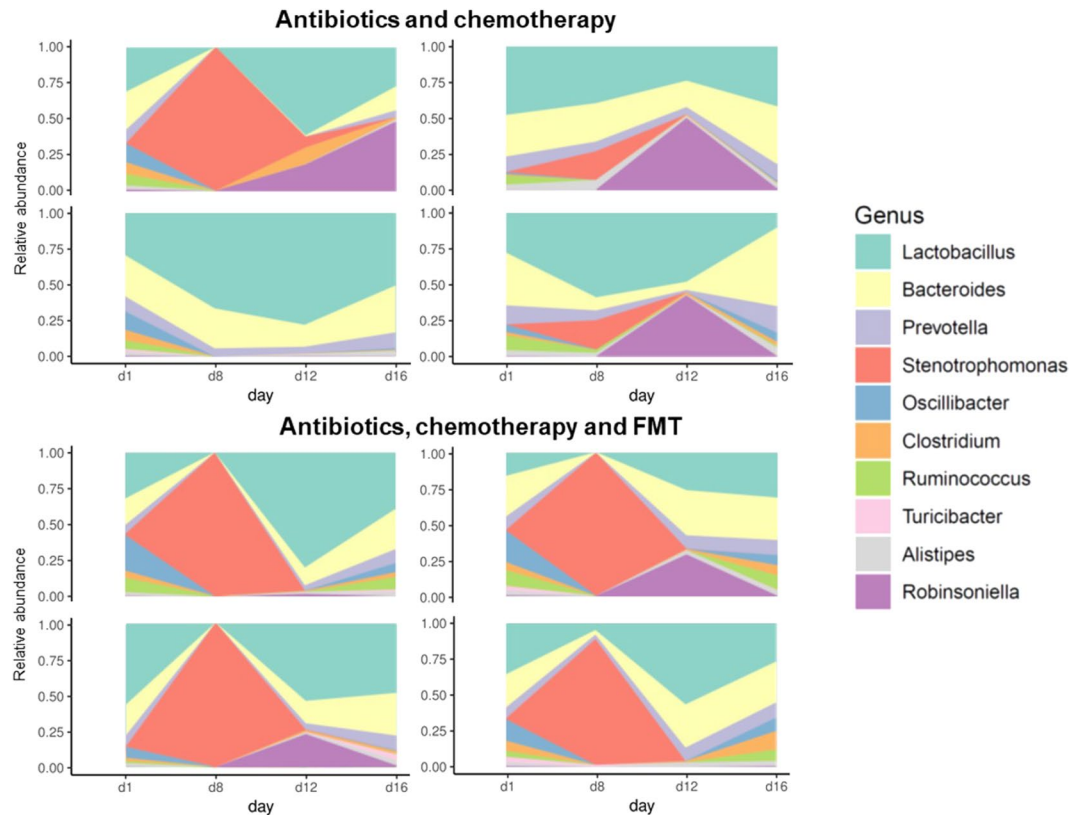 Antibiotics and chemotherapy
Relative abundance
1.00
0.75
0.50
0.25
0.00
1.00
0.75
0.50
0.25
0.00
1.00
0.75
0.50
0.25
0.00
d1 d8 d12 d16
day
1.00
0.75
0.50
0.25
0.00
d1 d8 d12 d16
day
Antibiotics, chemotherapy and FMT
Relative abundance
1.00
0.75
0.50
0.25
0.00
1.00
0.75
0.50
0.25
0.00
1.00
0.75
0.50
0.25
0.00
d1 d8 d12 d16
day
1.00
0.75
0.50
0.25
0.00
d1 d8 d12 d16
day
Genus
Lactobacillus
Bacteroides
Prevotella
Stenotrophomonas
Oscillibacter
Clostridium
Ruminococcus
Turicibacter
Alistipes
Robinsoniella